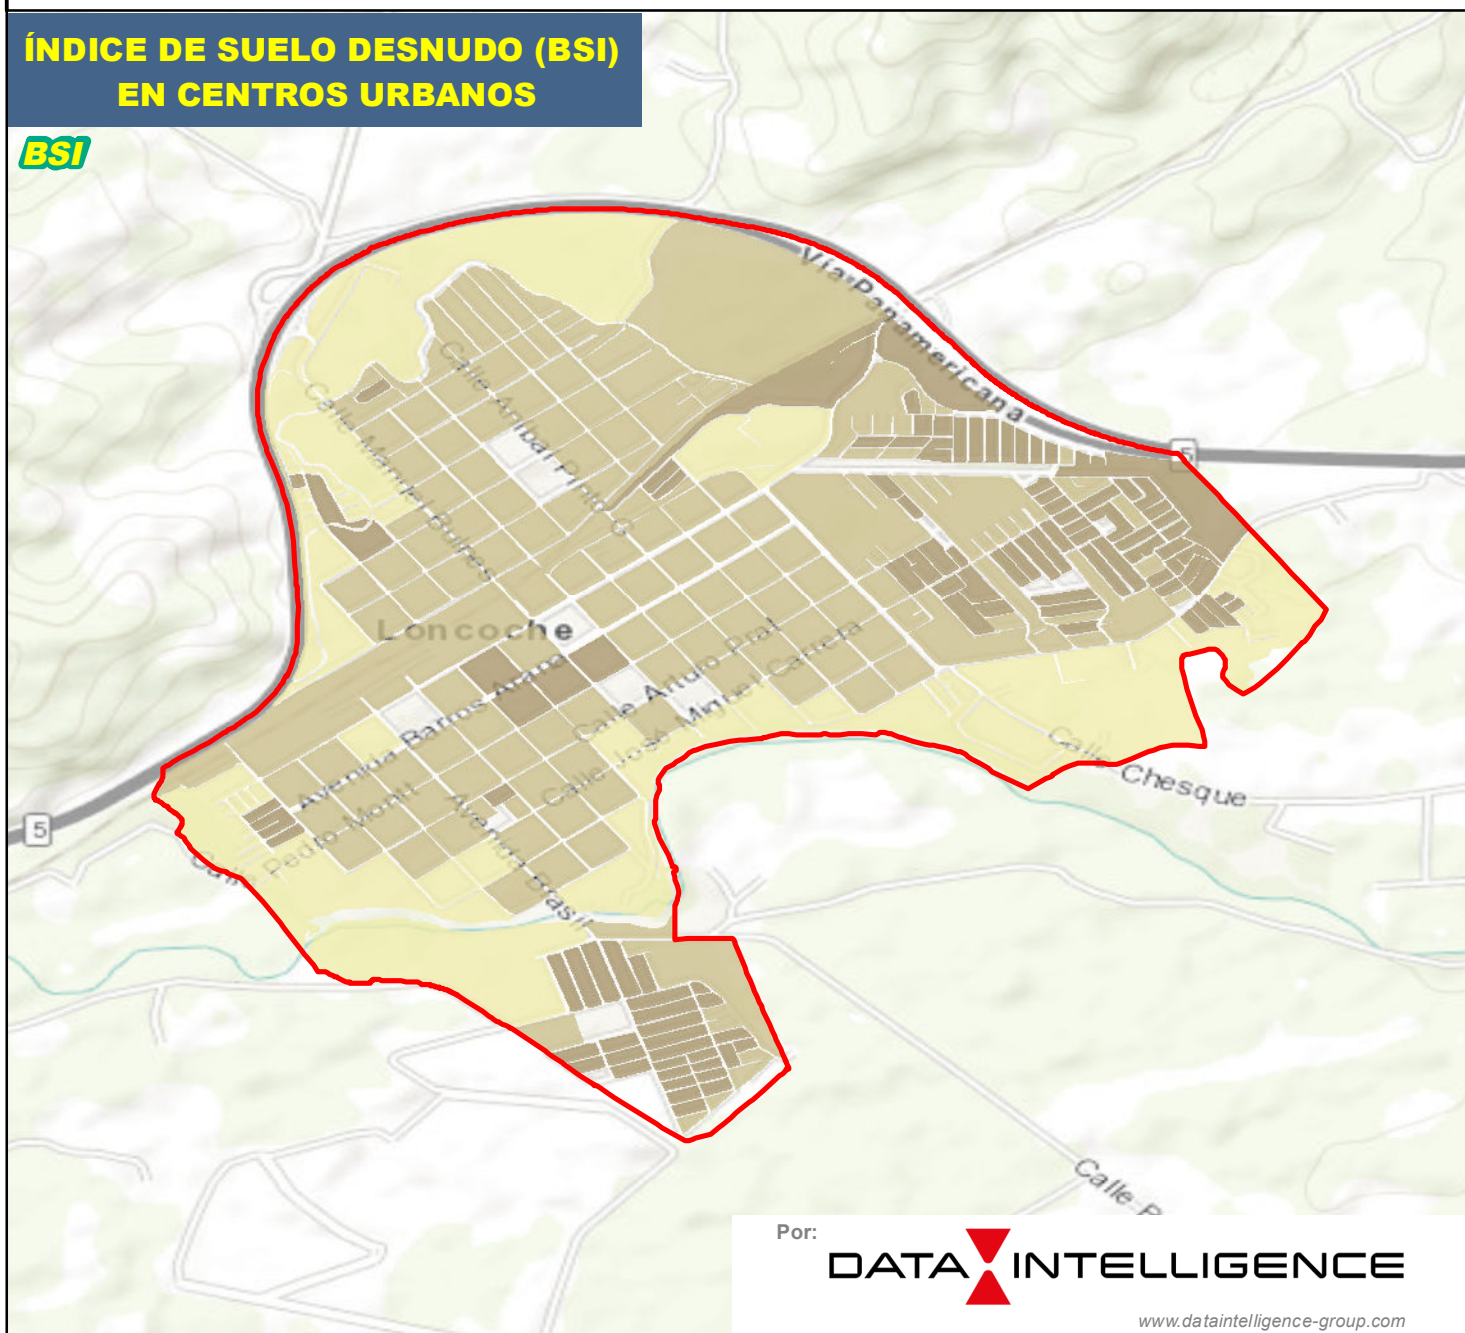 ÍNDICE DE SUELO DESNUDO (BSI)
EN CENTROS URBANOS
BSI
Vía Panamericana
5
Calle Aníbal Pinto G
Calle Manuel Bulnes
Loncoche
Avenida Barros Arana
Calle Arturo Prat
Calle José Miguel Carrera
Calle Chesque
5
Calle Pedro Montt
Avenida Brasil
Calle
Por:
DATA INTELLIGENCE
www.dataintelligence-group.com